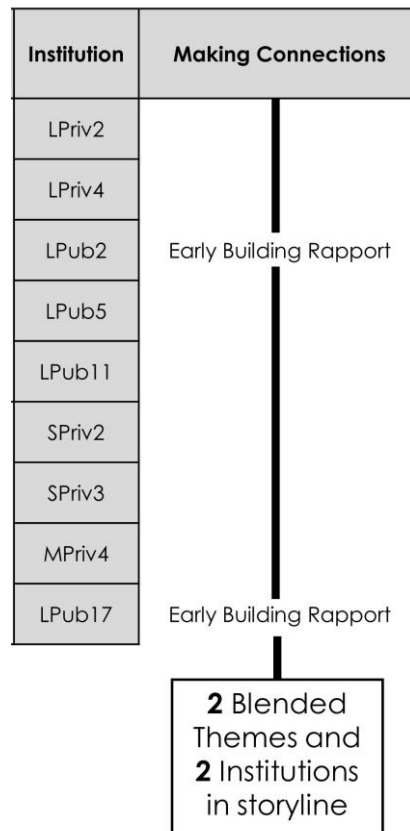 Institution Making Connections
LPriv2
LPriv4
LPub2 Early Building Rapport
LPub5
LPub11
SPriv2
SPriv3
MPriv4
LPub17 Early Building Rapport
2 Blended
Themes and
2 Institutions
in storyline